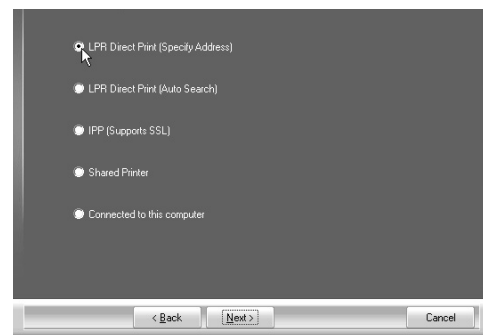 LPR Direct Print (Specify Address)
LPR Direct Print (Auto Search)
IPP (Supports SSL)
Shared Printer
Connected to this computer
< Back Next > Cancel